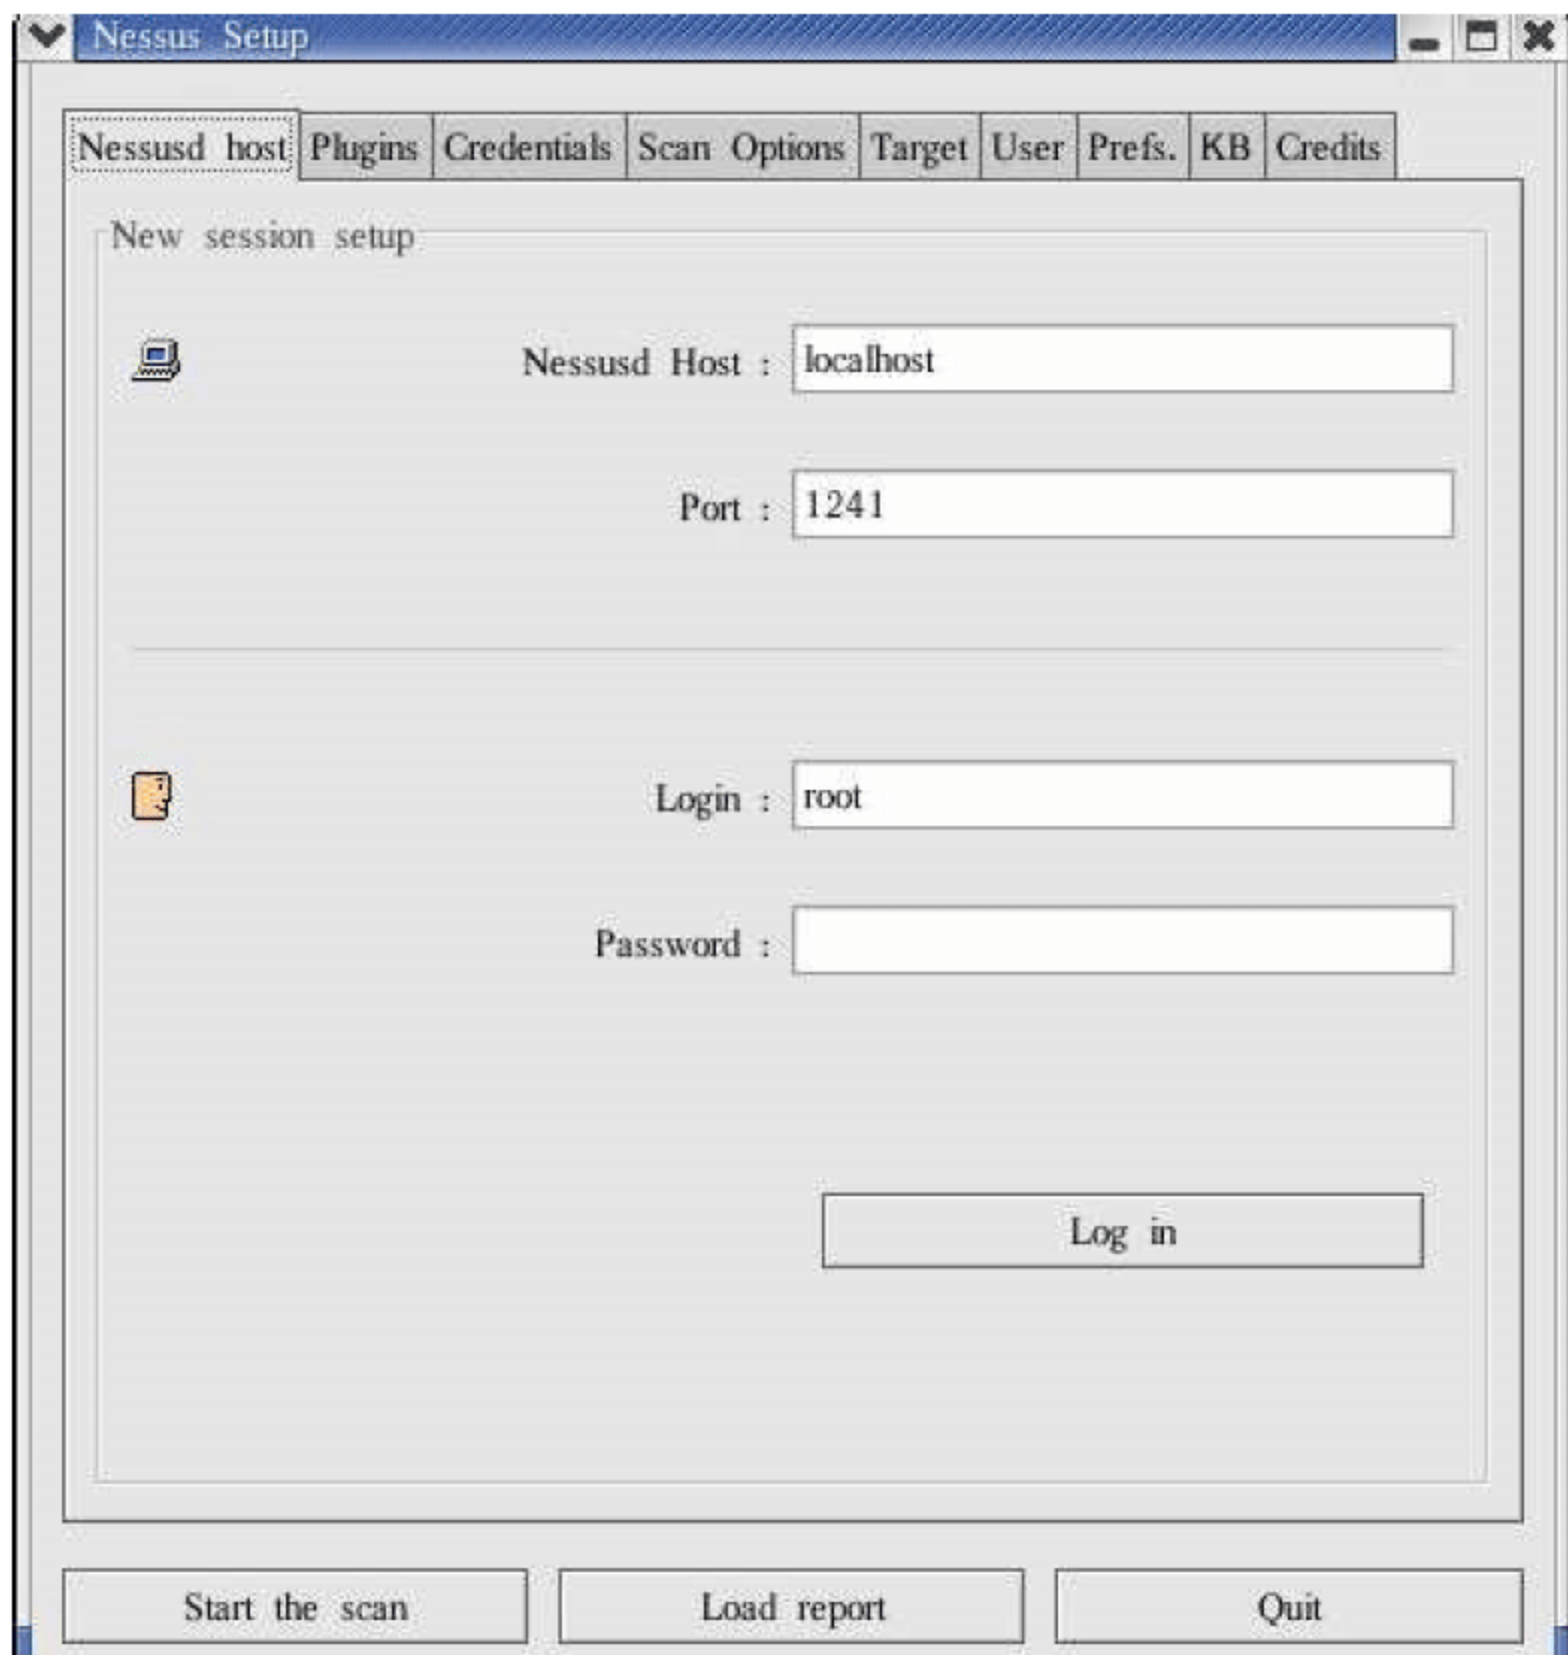 Nessus Setup
Nessusd host Plugins Credentials Scan Options Target User Prefs. KB Credits
New session setup
Nessusd Host : localhost
Port : 1241
Login : root
Password :
Log in
Start the scan Load report Quit